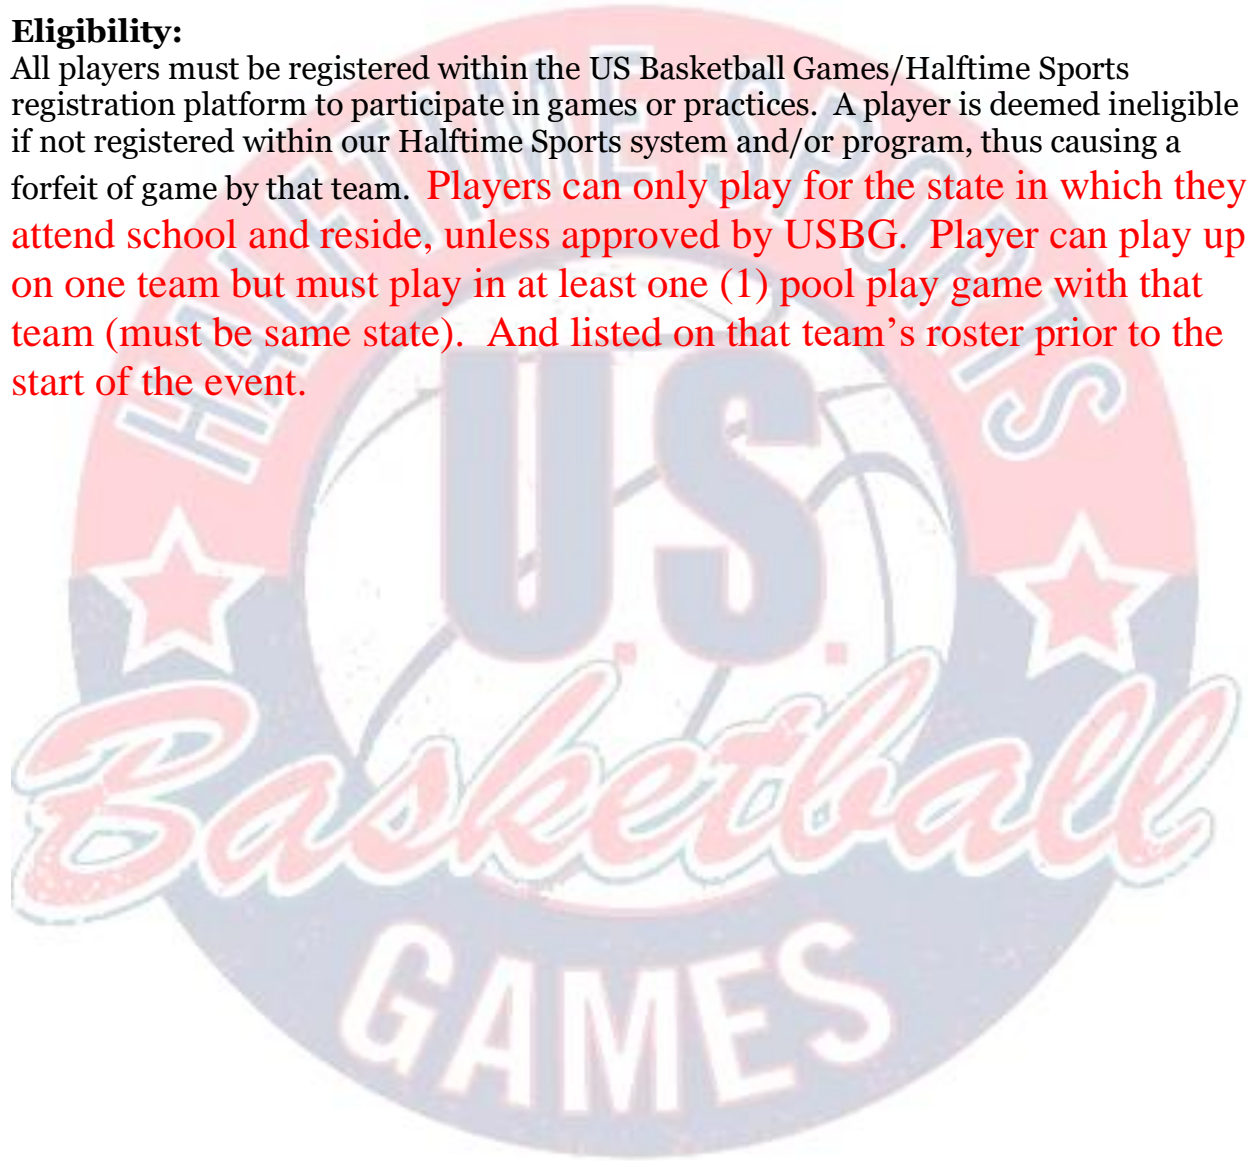 Eligibility:
All players must be registered within the US Basketball Games/Halftime Sports
registration platform to participate in games or practices.  A player is deemed ineligible
if not registered within our Halftime Sports system and/or program, thus causing a
forfeit of game by that team.  Players can only play for the state in which they
attend school and reside, unless approved by USBG.  Player can play up
on one team but must play in at least one (1) pool play game with that
team (must be same state).  And listed on that team’s roster prior to the
start of the event.
HALFTIME SPORTS
U.S.
Basketball
GAMES